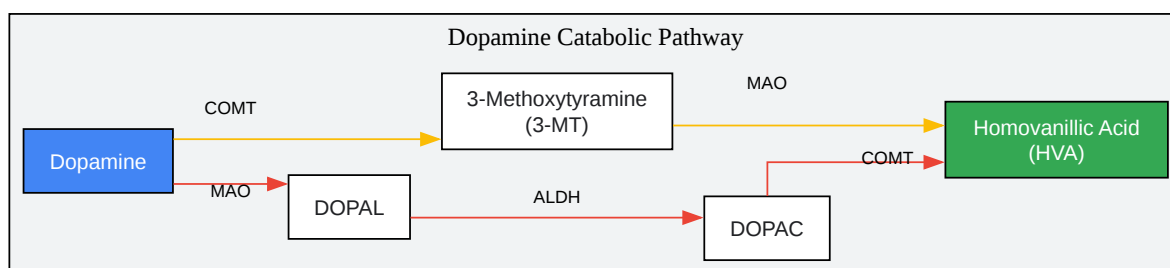 Dopamine Catabolic Pathway
COMT
3-Methoxytyramine
(3-MT)
MAO
Dopamine
Homovanillic Acid
(HVA)
MAO
DOPAL
ALDH
DOPAC
COMT